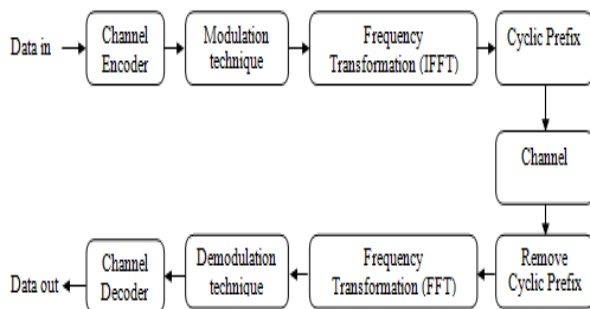 Data in
Channel
Encoder
Modulation
technique
Frequency
Transformation (IFFT)
Cyclic Prefix
Channel
Remove
Cyclic Prefix
Frequency
Transformation (FFT)
Demodulation
technique
Channel
Decoder
Data out